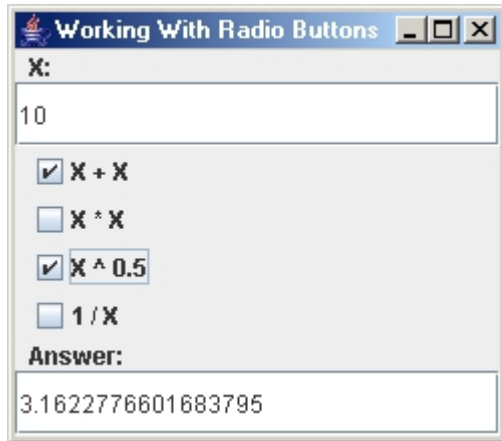 Working With Radio Buttons
X:
10
X + X
X * X
X ^ 0.5
1 / X
Answer:
3.1622776601683795